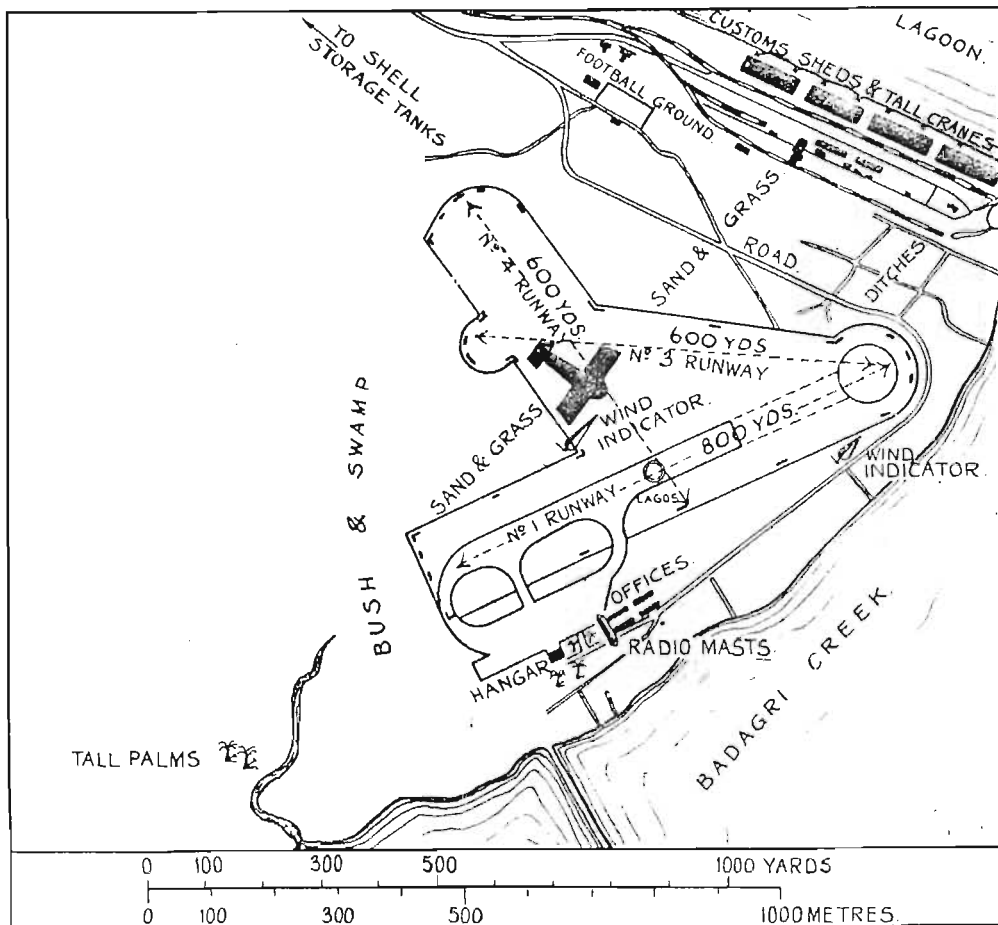 LAGOON.
CUSTOMS SHEDS & TALL CRANES
TO SHELL
STORAGE TANKS
FOOTBALL GROUND
SAND & GRASS
ROAD
DITCHES
600 YDS.
Nº 4 RUNWAY
600 YDS
Nº 3 RUNWAY
WIND
INDICATOR.
SAND & GRASS
800 YDS.
Nº 1 RUNWAY
LAGOS
WIND
INDICATOR.
BUSH & SWAMP
OFFICES.
RADIO MASTS.
HANGAR
BADAGRI CREEK.
TALL PALMS
0 100 300 500 1000 YARDS
0 100 300 500 1000 METRES.